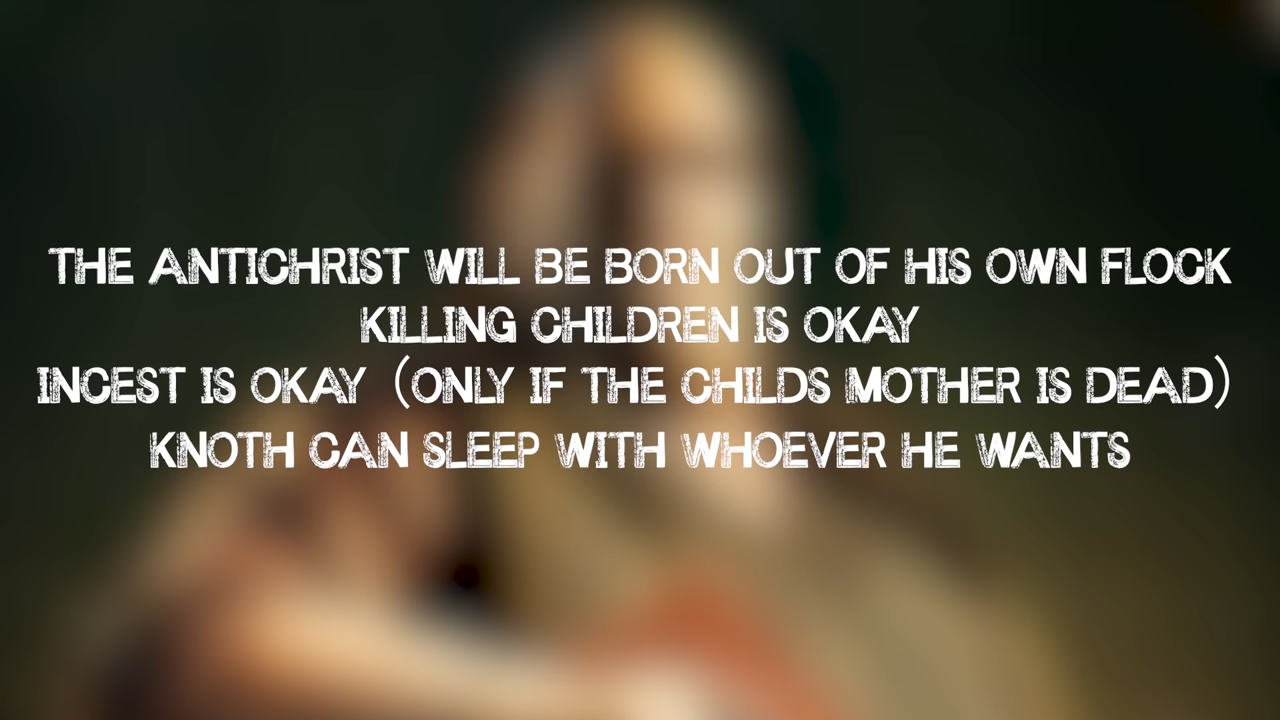 THE ANTICHRIST WILL BE BORN OUT OF HIS OWN FLOCK
KILLING CHILDREN IS OKAY
INCEST IS OKAY (ONLY IF THE CHILDS MOTHER IS DEAD)
KNOTH CAN SLEEP WITH WHOEVER HE WANTS